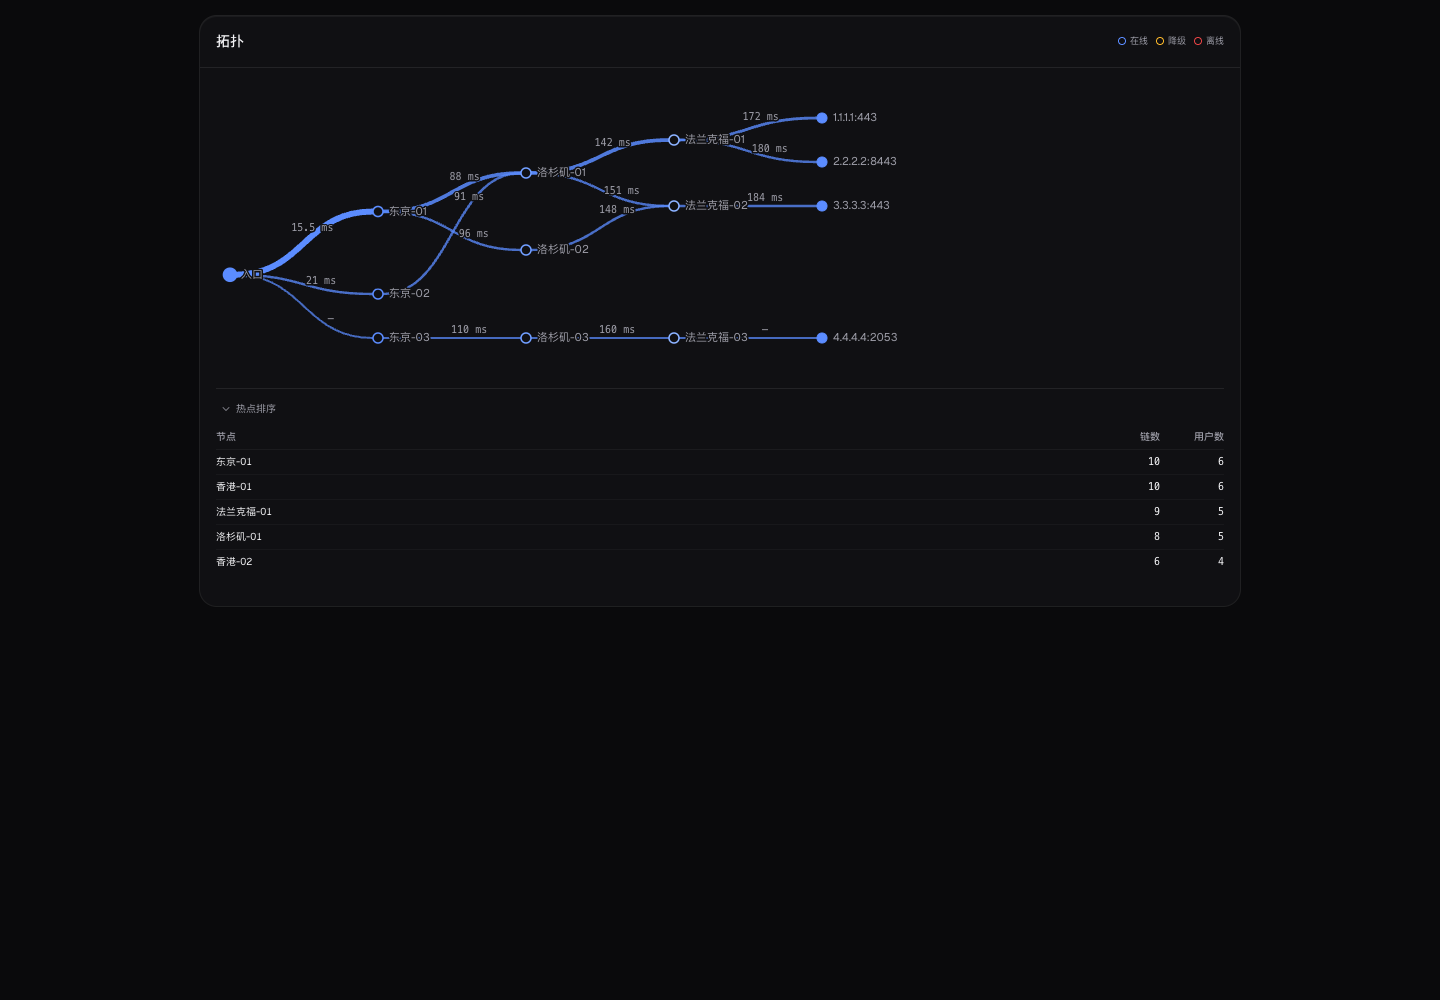 拓扑
在线 降级 离线
172 ms
1.1.1.1:443
142 ms
法兰克福-01
180 ms
2.2.2.2:8443
88 ms
洛杉矶-01
91 ms
151 ms
184 ms
15.5 ms
东京-01
148 ms
法兰克福-02
3.3.3.3:443
96 ms
洛杉矶-02
入口
21 ms
东京-02
—
东京-03
110 ms
洛杉矶-03
160 ms
法兰克福-03
—
4.4.4.4:2053
热点排序
节点 链数 用户数
东京-01 10 6
香港-01 10 6
法兰克福-01 9 5
洛杉矶-01 8 5
香港-02 6 4